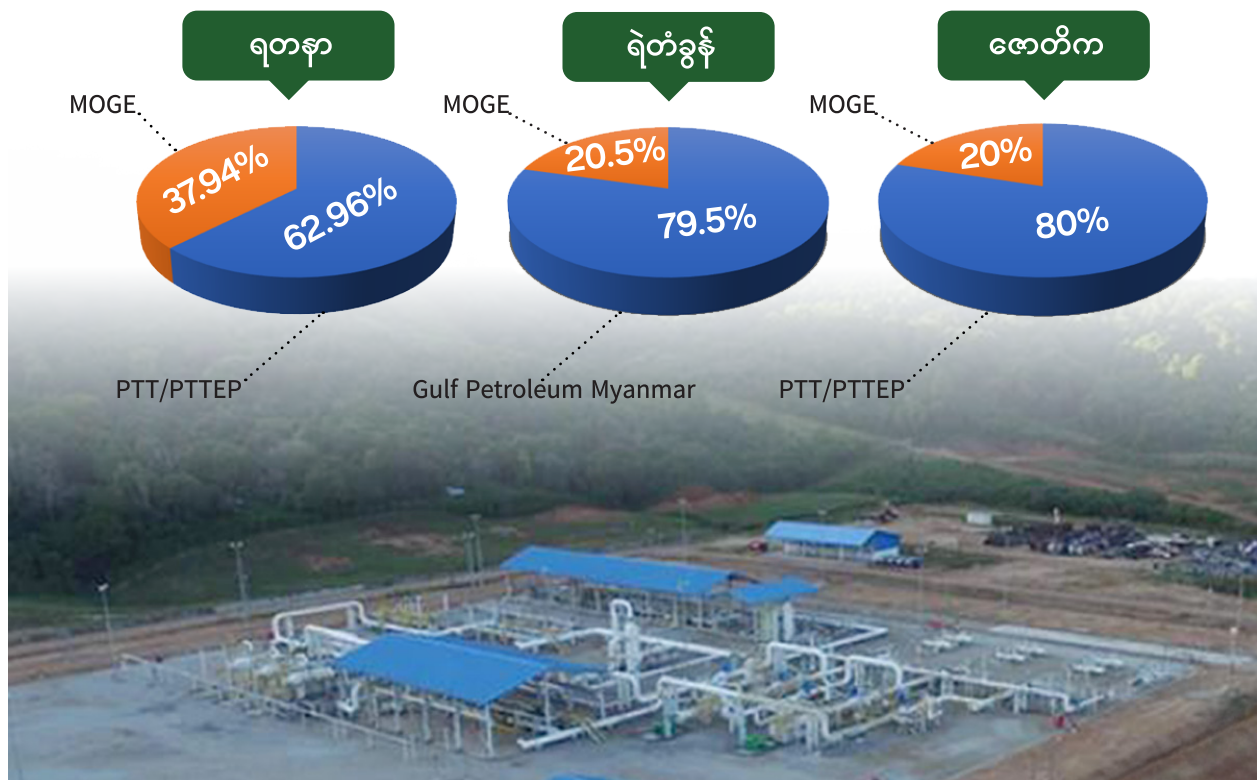 ရတနာ
ရဲတံခွန်
ဇောတိက
MOGE
MOGE
MOGE
37.94%
62.96%
20.5%
79.5%
20%
80%
PTT/PTTEP
Gulf Petroleum Myanmar
PTT/PTTEP